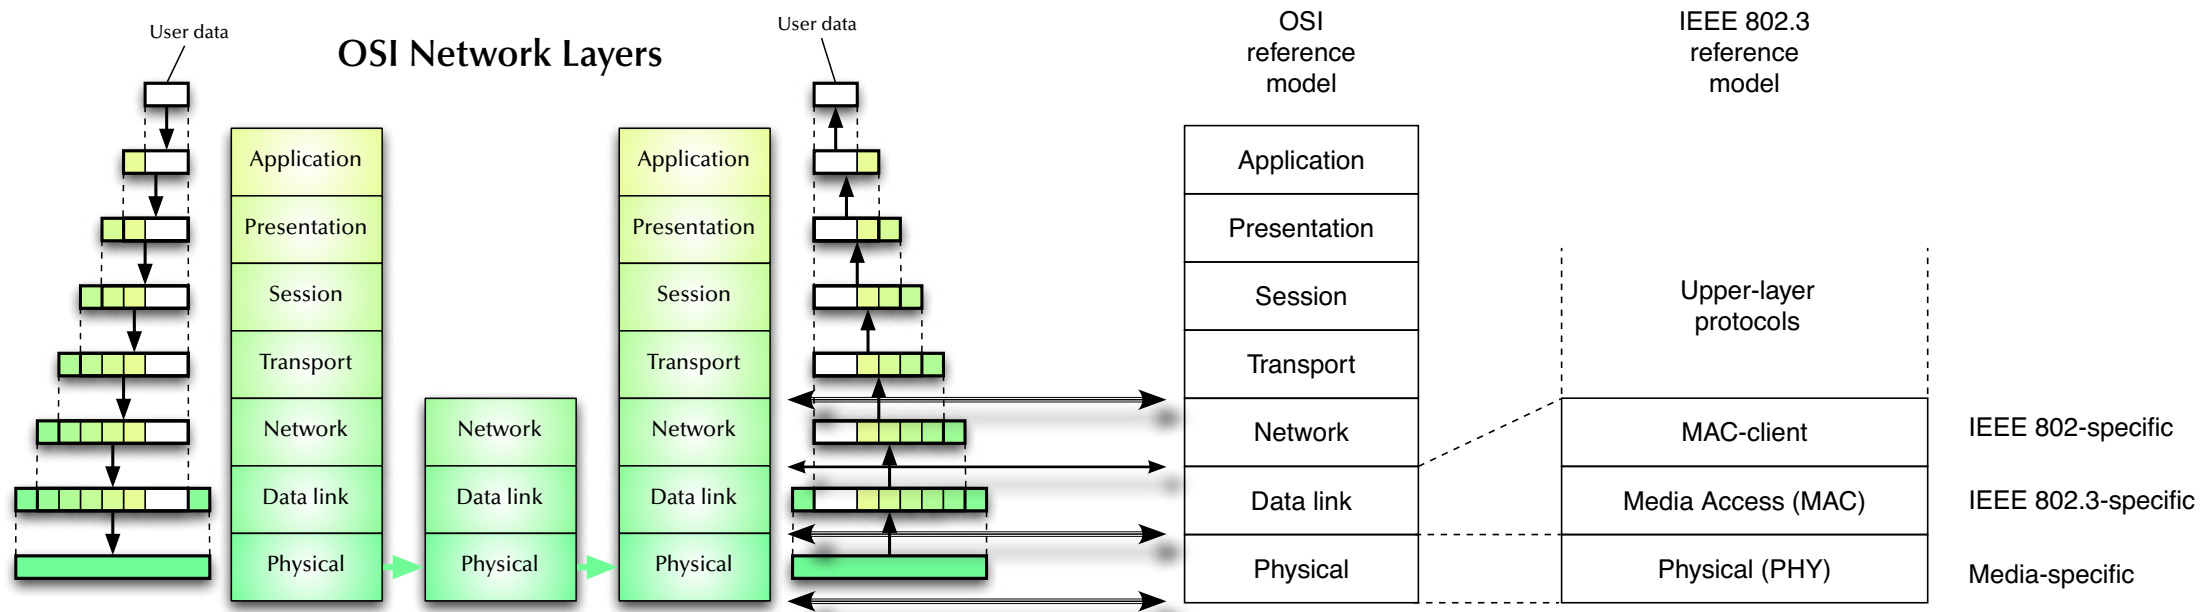 User data
OSI Network Layers
User data
Application
Presentation
Session
Transport
Network
Data link
Physical
Network
Data link
Physical
Application
Presentation
Session
Transport
Network
Data link
Physical
OSI
reference
model
Application
Presentation
Session
Transport
Network
Data link
Physical
IEEE 802.3
reference
model
Upper-layer
protocols
MAC-client
Media Access (MAC)
Physical (PHY)
IEEE 802-specific
IEEE 802.3-specific
Media-specific